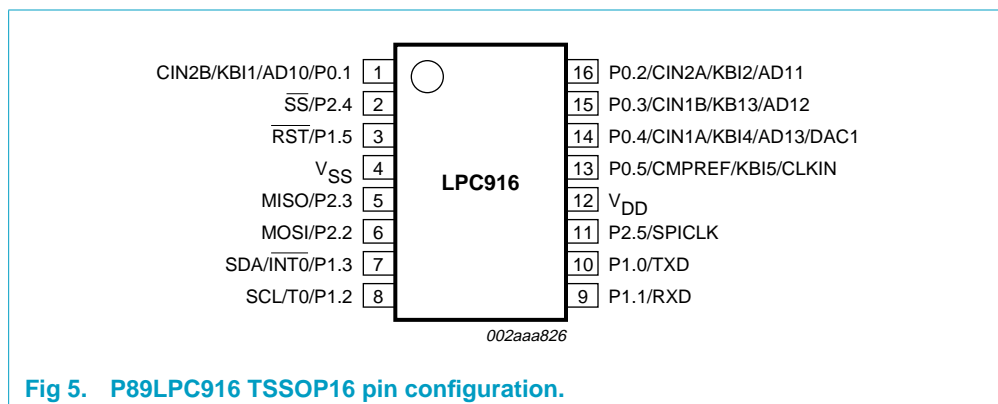 CIN2B/KBI1/AD10/P0.1 1 16 P0.2/CIN2A/KBI2/AD11
S̅S̅/P2.4 2 15 P0.3/CIN1B/KB13/AD12
R̅S̅T̅/P1.5 3 14 P0.4/CIN1A/KBI4/AD13/DAC1
VSS 4 13 P0.5/CMPREF/KBI5/CLKIN
LPC916
MISO/P2.3 5 12 VDD
MOSI/P2.2 6 11 P2.5/SPICLK
SDA/I̅N̅T̅0̅/P1.3 7 10 P1.0/TXD
SCL/T0/P1.2 8 9 P1.1/RXD
002aaa826
Fig 5. P89LPC916 TSSOP16 pin configuration.